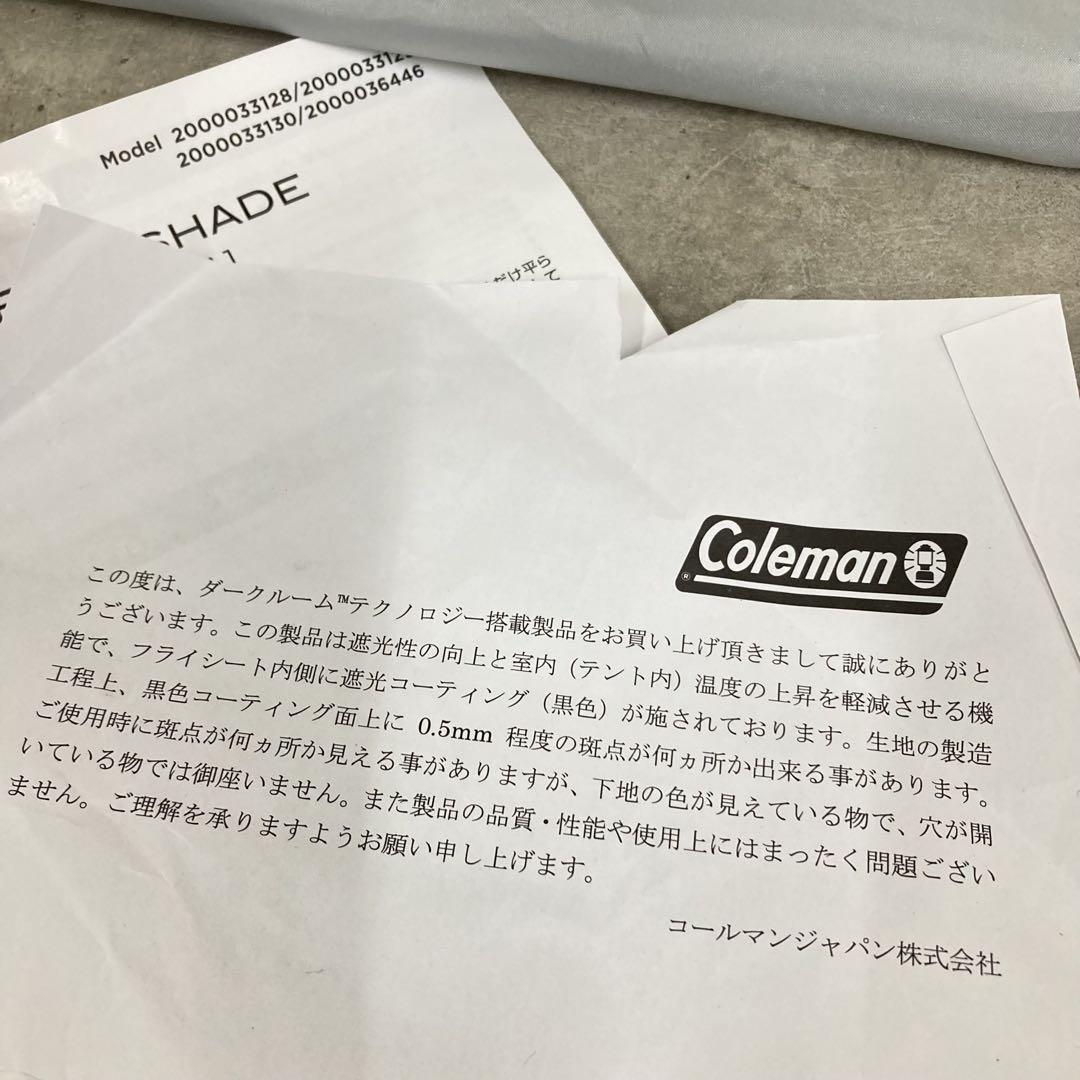 Model 2000033128/200003312
2000033130/2000036446
SHADE
だけ平ら
て
Coleman
®
この度は、ダークルーム™テクノロジー搭載製品をお買い上げ頂きまして誠にありがと
うございます。この製品は遮光性の向上と室内（テント内）温度の上昇を軽減させる機
能で、フライシート内側に遮光コーティング（黒色）が施されております。生地の製造
工程上、黒色コーティング面上に 0.5mm 程度の斑点が何ヵ所か出来る事があります。
ご使用時に斑点が何ヵ所か見える事がありますが、下地の色が見えている物で、穴が開
いている物では御座いません。また製品の品質・性能や使用上にはまったく問題ござい
ません。ご理解を承りますようお願い申し上げます。
コールマンジャパン株式会社